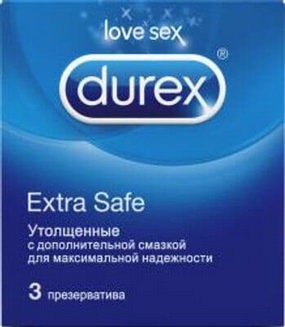 love sex
durex®
Extra Safe
Утолщенные
с дополнительной смазкой
для максимальной надежности
3 презерватива